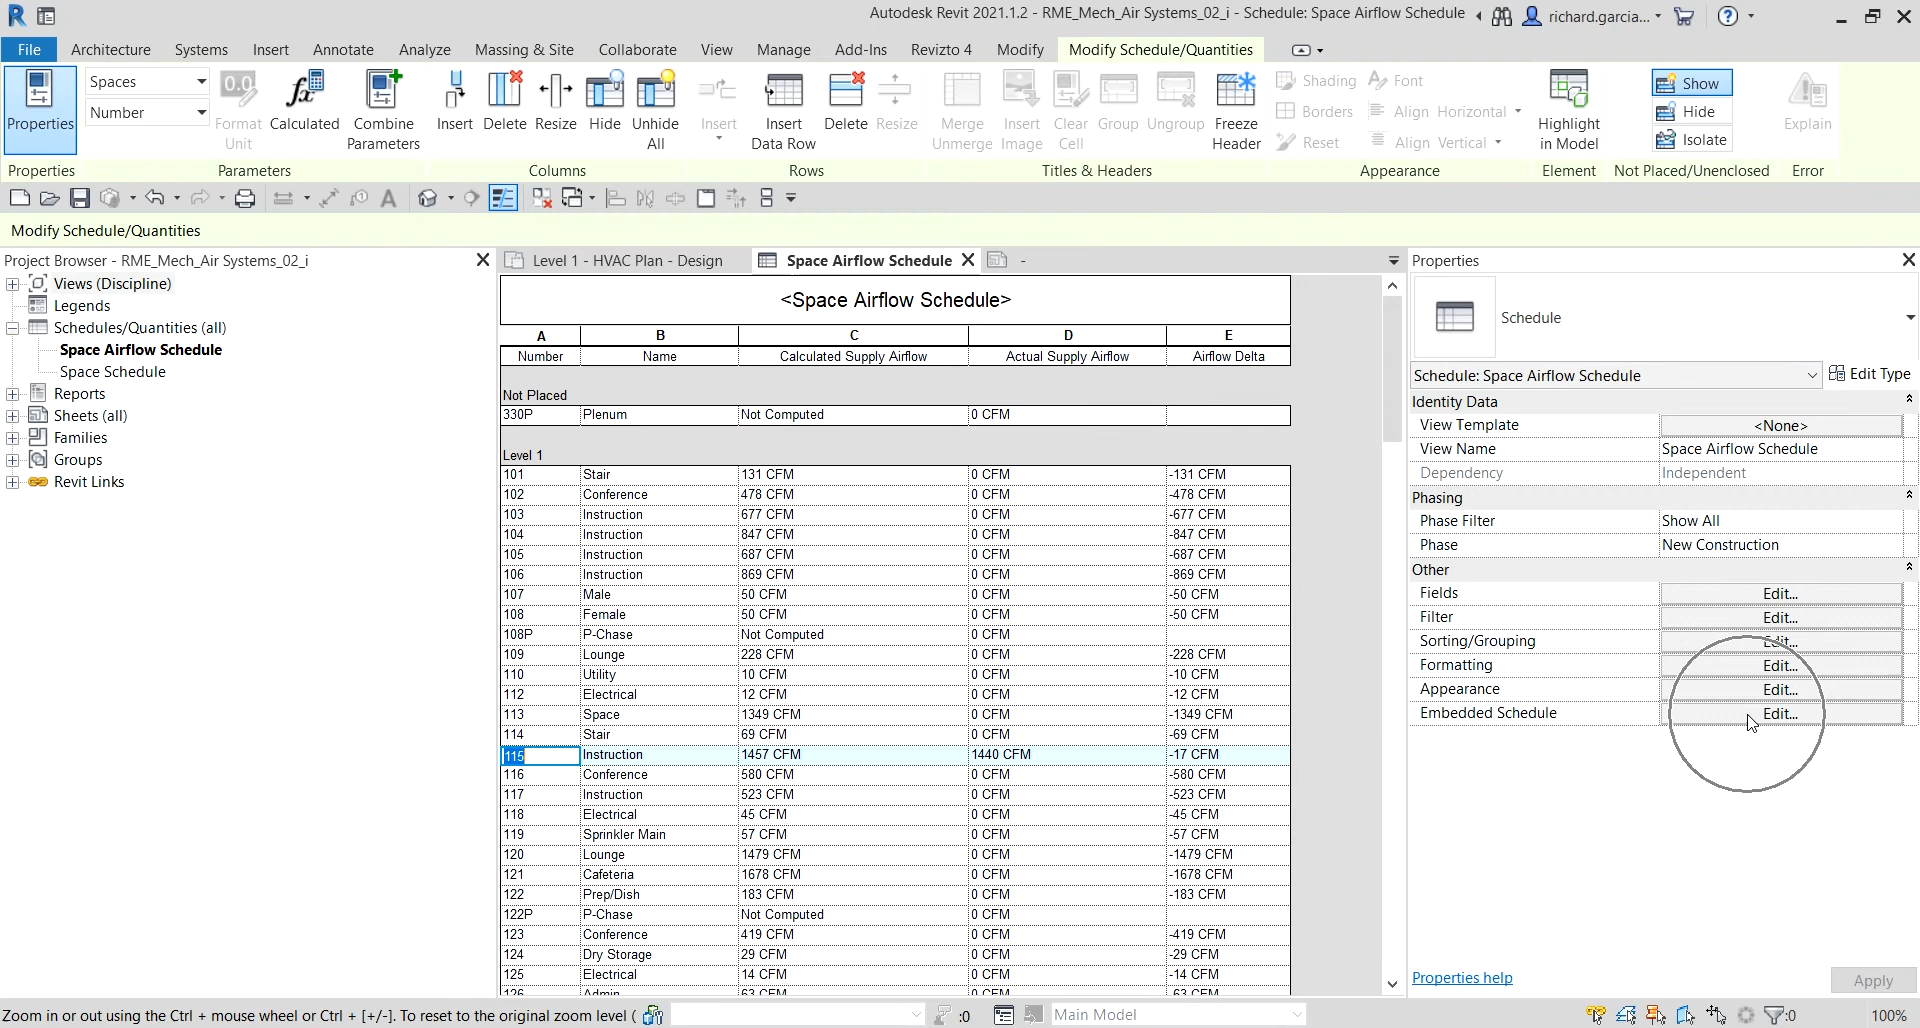 Autodesk Revit 2021.1.2 - RME_Mech_Air Systems_02_i - Schedule: Space Airflow Schedule
richard.garcia...
File Architecture Systems Insert Annotate Analyze Massing & Site Collaborate View Manage Add-Ins Revizto 4 Modify Modify Schedule/Quantities
Properties
Spaces
Number
0.0
Format Unit
Calculated
Combine Parameters
Insert
Delete
Resize
Hide
Unhide All
Insert
Insert Data Row
Delete
Resize
Merge Unmerge
Insert Image
Clear Cell
Group
Ungroup
Freeze Header
Shading
Borders
Reset
Font
Align Horizontal
Align Vertical
Highlight in Model
Show
Hide
Isolate
Explain
Properties Parameters Columns Rows Titles & Headers Appearance Element Not Placed/Unenclosed Error
Modify Schedule/Quantities
Project Browser - RME_Mech_Air Systems_02_i
Views (Discipline)
Legends
Schedules/Quantities (all)
Space Airflow Schedule
Space Schedule
Reports
Sheets (all)
Families
Groups
Revit Links
Level 1 - HVAC Plan - Design
Space Airflow Schedule
-
<Space Airflow Schedule>
A B C D E
Number Name Calculated Supply Airflow Actual Supply Airflow Airflow Delta
Not Placed
330P Plenum Not Computed 0 CFM
Level 1
101 Stair 131 CFM 0 CFM -131 CFM
102 Conference 478 CFM 0 CFM -478 CFM
103 Instruction 677 CFM 0 CFM -677 CFM
104 Instruction 847 CFM 0 CFM -847 CFM
105 Instruction 687 CFM 0 CFM -687 CFM
106 Instruction 869 CFM 0 CFM -869 CFM
107 Male 50 CFM 0 CFM -50 CFM
108 Female 50 CFM 0 CFM -50 CFM
108P P-Chase Not Computed 0 CFM
109 Lounge 228 CFM 0 CFM -228 CFM
110 Utility 10 CFM 0 CFM -10 CFM
112 Electrical 12 CFM 0 CFM -12 CFM
113 Space 1349 CFM 0 CFM -1349 CFM
114 Stair 69 CFM 0 CFM -69 CFM
115 Instruction 1457 CFM 1440 CFM -17 CFM
116 Conference 580 CFM 0 CFM -580 CFM
117 Instruction 523 CFM 0 CFM -523 CFM
118 Electrical 45 CFM 0 CFM -45 CFM
119 Sprinkler Main 57 CFM 0 CFM -57 CFM
120 Lounge 1479 CFM 0 CFM -1479 CFM
121 Cafeteria 1678 CFM 0 CFM -1678 CFM
122 Prep/Dish 183 CFM 0 CFM -183 CFM
122P P-Chase Not Computed 0 CFM
123 Conference 419 CFM 0 CFM -419 CFM
124 Dry Storage 29 CFM 0 CFM -29 CFM
125 Electrical 14 CFM 0 CFM -14 CFM
126 Admin 63 CFM 0 CFM -63 CFM
Properties
Schedule
Schedule: Space Airflow Schedule Edit Type
Identity Data
View Template <None>
View Name Space Airflow Schedule
Dependency Independent
Phasing
Phase Filter Show All
Phase New Construction
Other
Fields Edit...
Filter Edit...
Sorting/Grouping Edit...
Formatting Edit...
Appearance Edit...
Embedded Schedule Edit...
Properties help Apply
Zoom in or out using the Ctrl + mouse wheel or Ctrl + [+/-]. To reset to the original zoom level ( :0 Main Model :0 100%